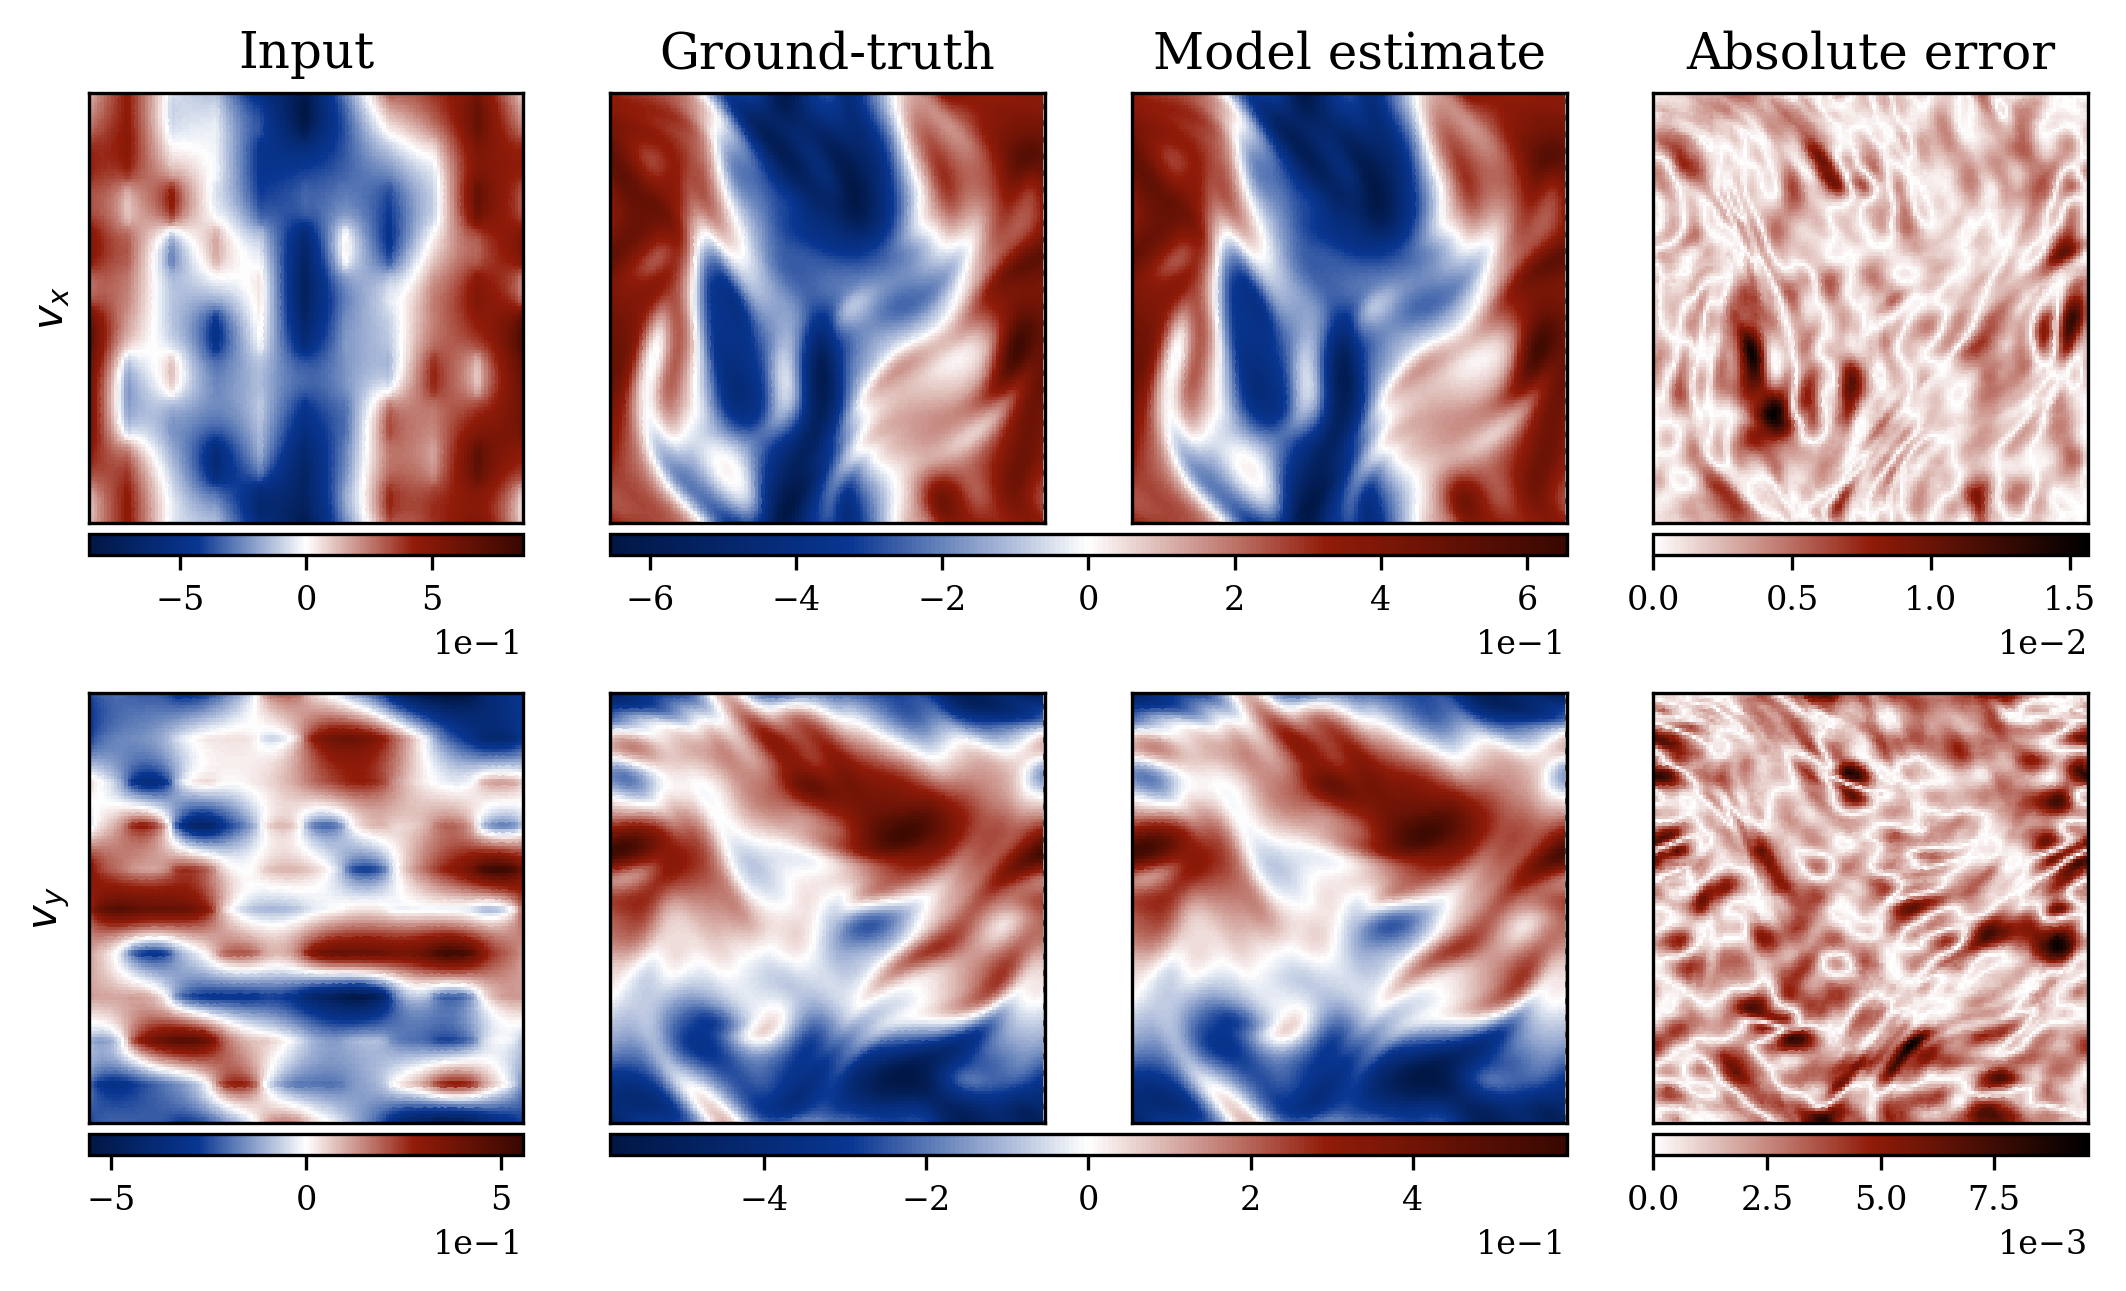 Input Ground-truth Model estimate Absolute error
v_x
−5 0 5 −6 −4 −2 0 2 4 6 0.0 0.5 1.0 1.5
1e−1 1e−1 1e−2
v_y
−5 0 5 −4 −2 0 2 4 0.0 2.5 5.0 7.5
1e−1 1e−1 1e−3